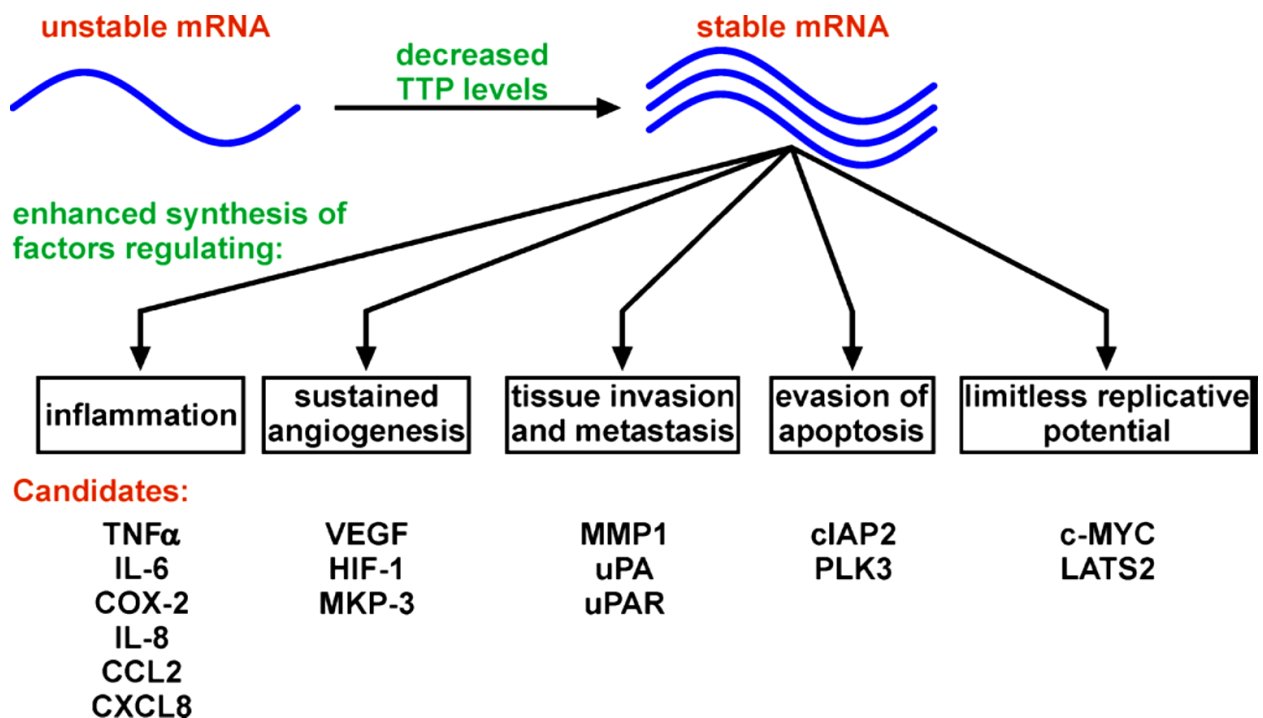 unstable mRNA
stable mRNA
decreased
TTP levels
enhanced synthesis of
factors regulating:
inflammation
sustained
angiogenesis
tissue invasion
and metastasis
evasion of
apoptosis
limitless replicative
potential
Candidates:
TNFα
IL-6
COX-2
IL-8
CCL2
CXCL8
VEGF
HIF-1
MKP-3
MMP1
uPA
uPAR
cIAP2
PLK3
c-MYC
LATS2